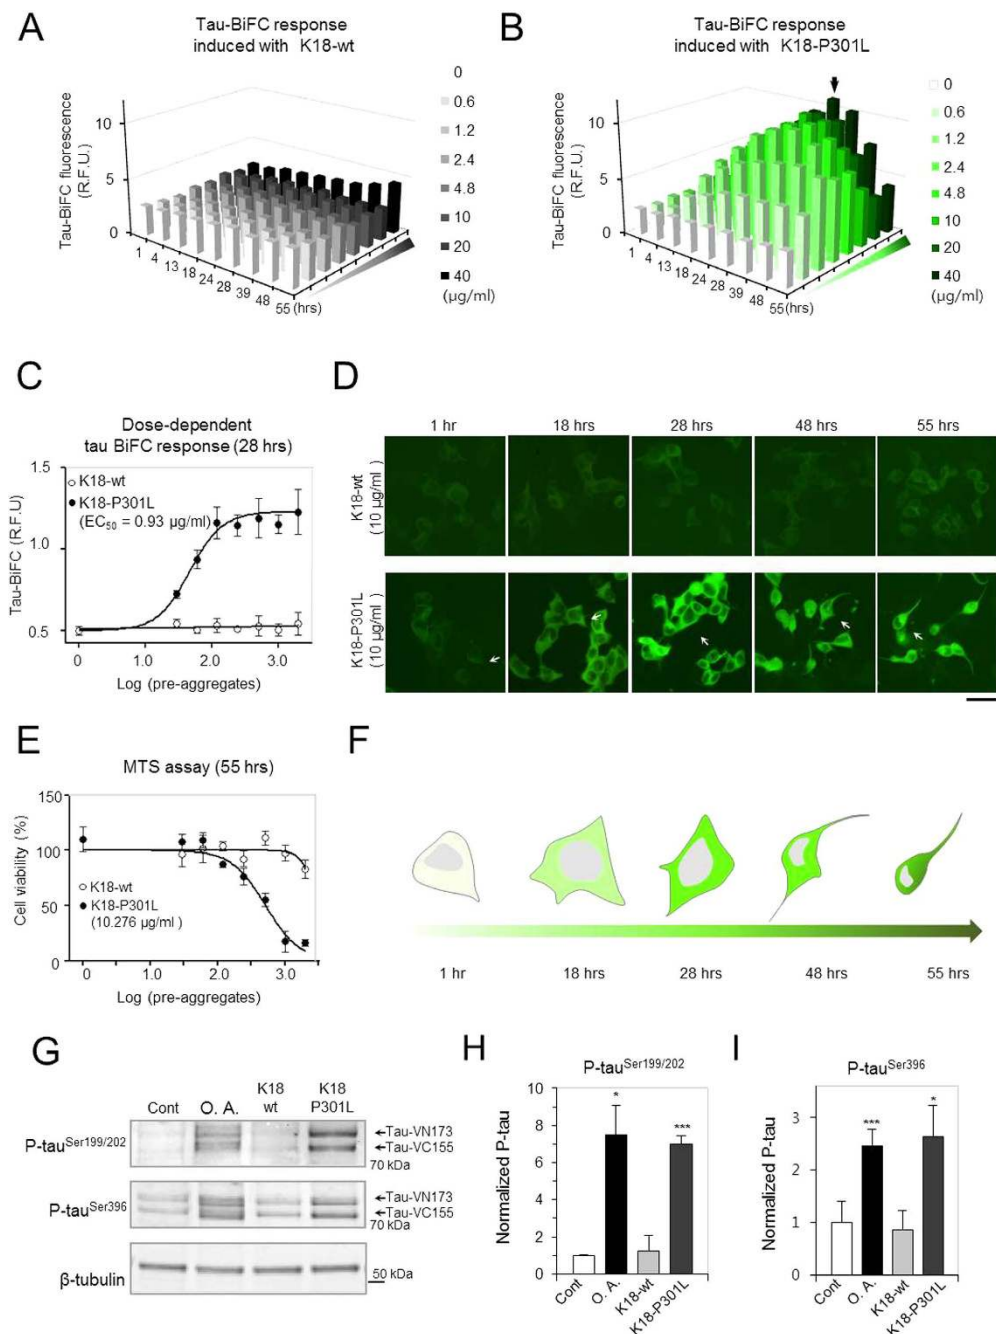 A
Tau-BiFC response
induced with K18-wt
Tau-BiFC fluorescence
(R.F.U.)
10
5
0
1
4
13
18
24
28
39
48
55 (hrs)
0
0.6
1.2
2.4
4.8
10
20
40
(μg/ml)
B
Tau-BiFC response
induced with K18-P301L
Tau-BiFC fluorescence
(R.F.U.)
10
5
0
1
4
13
18
24
28
39
48
55 (hrs)
0
0.6
1.2
2.4
4.8
10
20
40
(μg/ml)
C
Dose-dependent
tau BiFC response (28 hrs)
Tau-BiFC (R.F.U)
1.5
1.0
0.5
K18-wt
K18-P301L
(EC50 = 0.93 μg/ml)
0 1.0 2.0 3.0
Log (pre-aggregates)
D
1 hr 18 hrs 28 hrs 48 hrs 55 hrs
K18-wt
(10 μg/ml)
K18-P301L
(10 μg/ml)
E
MTS assay (55 hrs)
Cell viability (%)
150
100
50
0
K18-wt
K18-P301L
(10.276 μg/ml)
0 1.0 2.0 3.0
Log (pre-aggregates)
F
1 hr 18 hrs 28 hrs 48 hrs 55 hrs
G
Cont O. A. K18 wt K18 P301L
P-tau Ser199/202
←Tau-VN173
←Tau-VC155
70 kDa
P-tau Ser396
←Tau-VN173
←Tau-VC155
70 kDa
β-tubulin
50 kDa
H
P-tau Ser199/202
Normalized P-tau
10
8
6
4
2
0
*
***
Cont O. A. K18-wt K18-P301L
I
P-tau Ser396
Normalized P-tau
3
2
1
0
***
*
Cont O. A. K18-wt K18-P301L